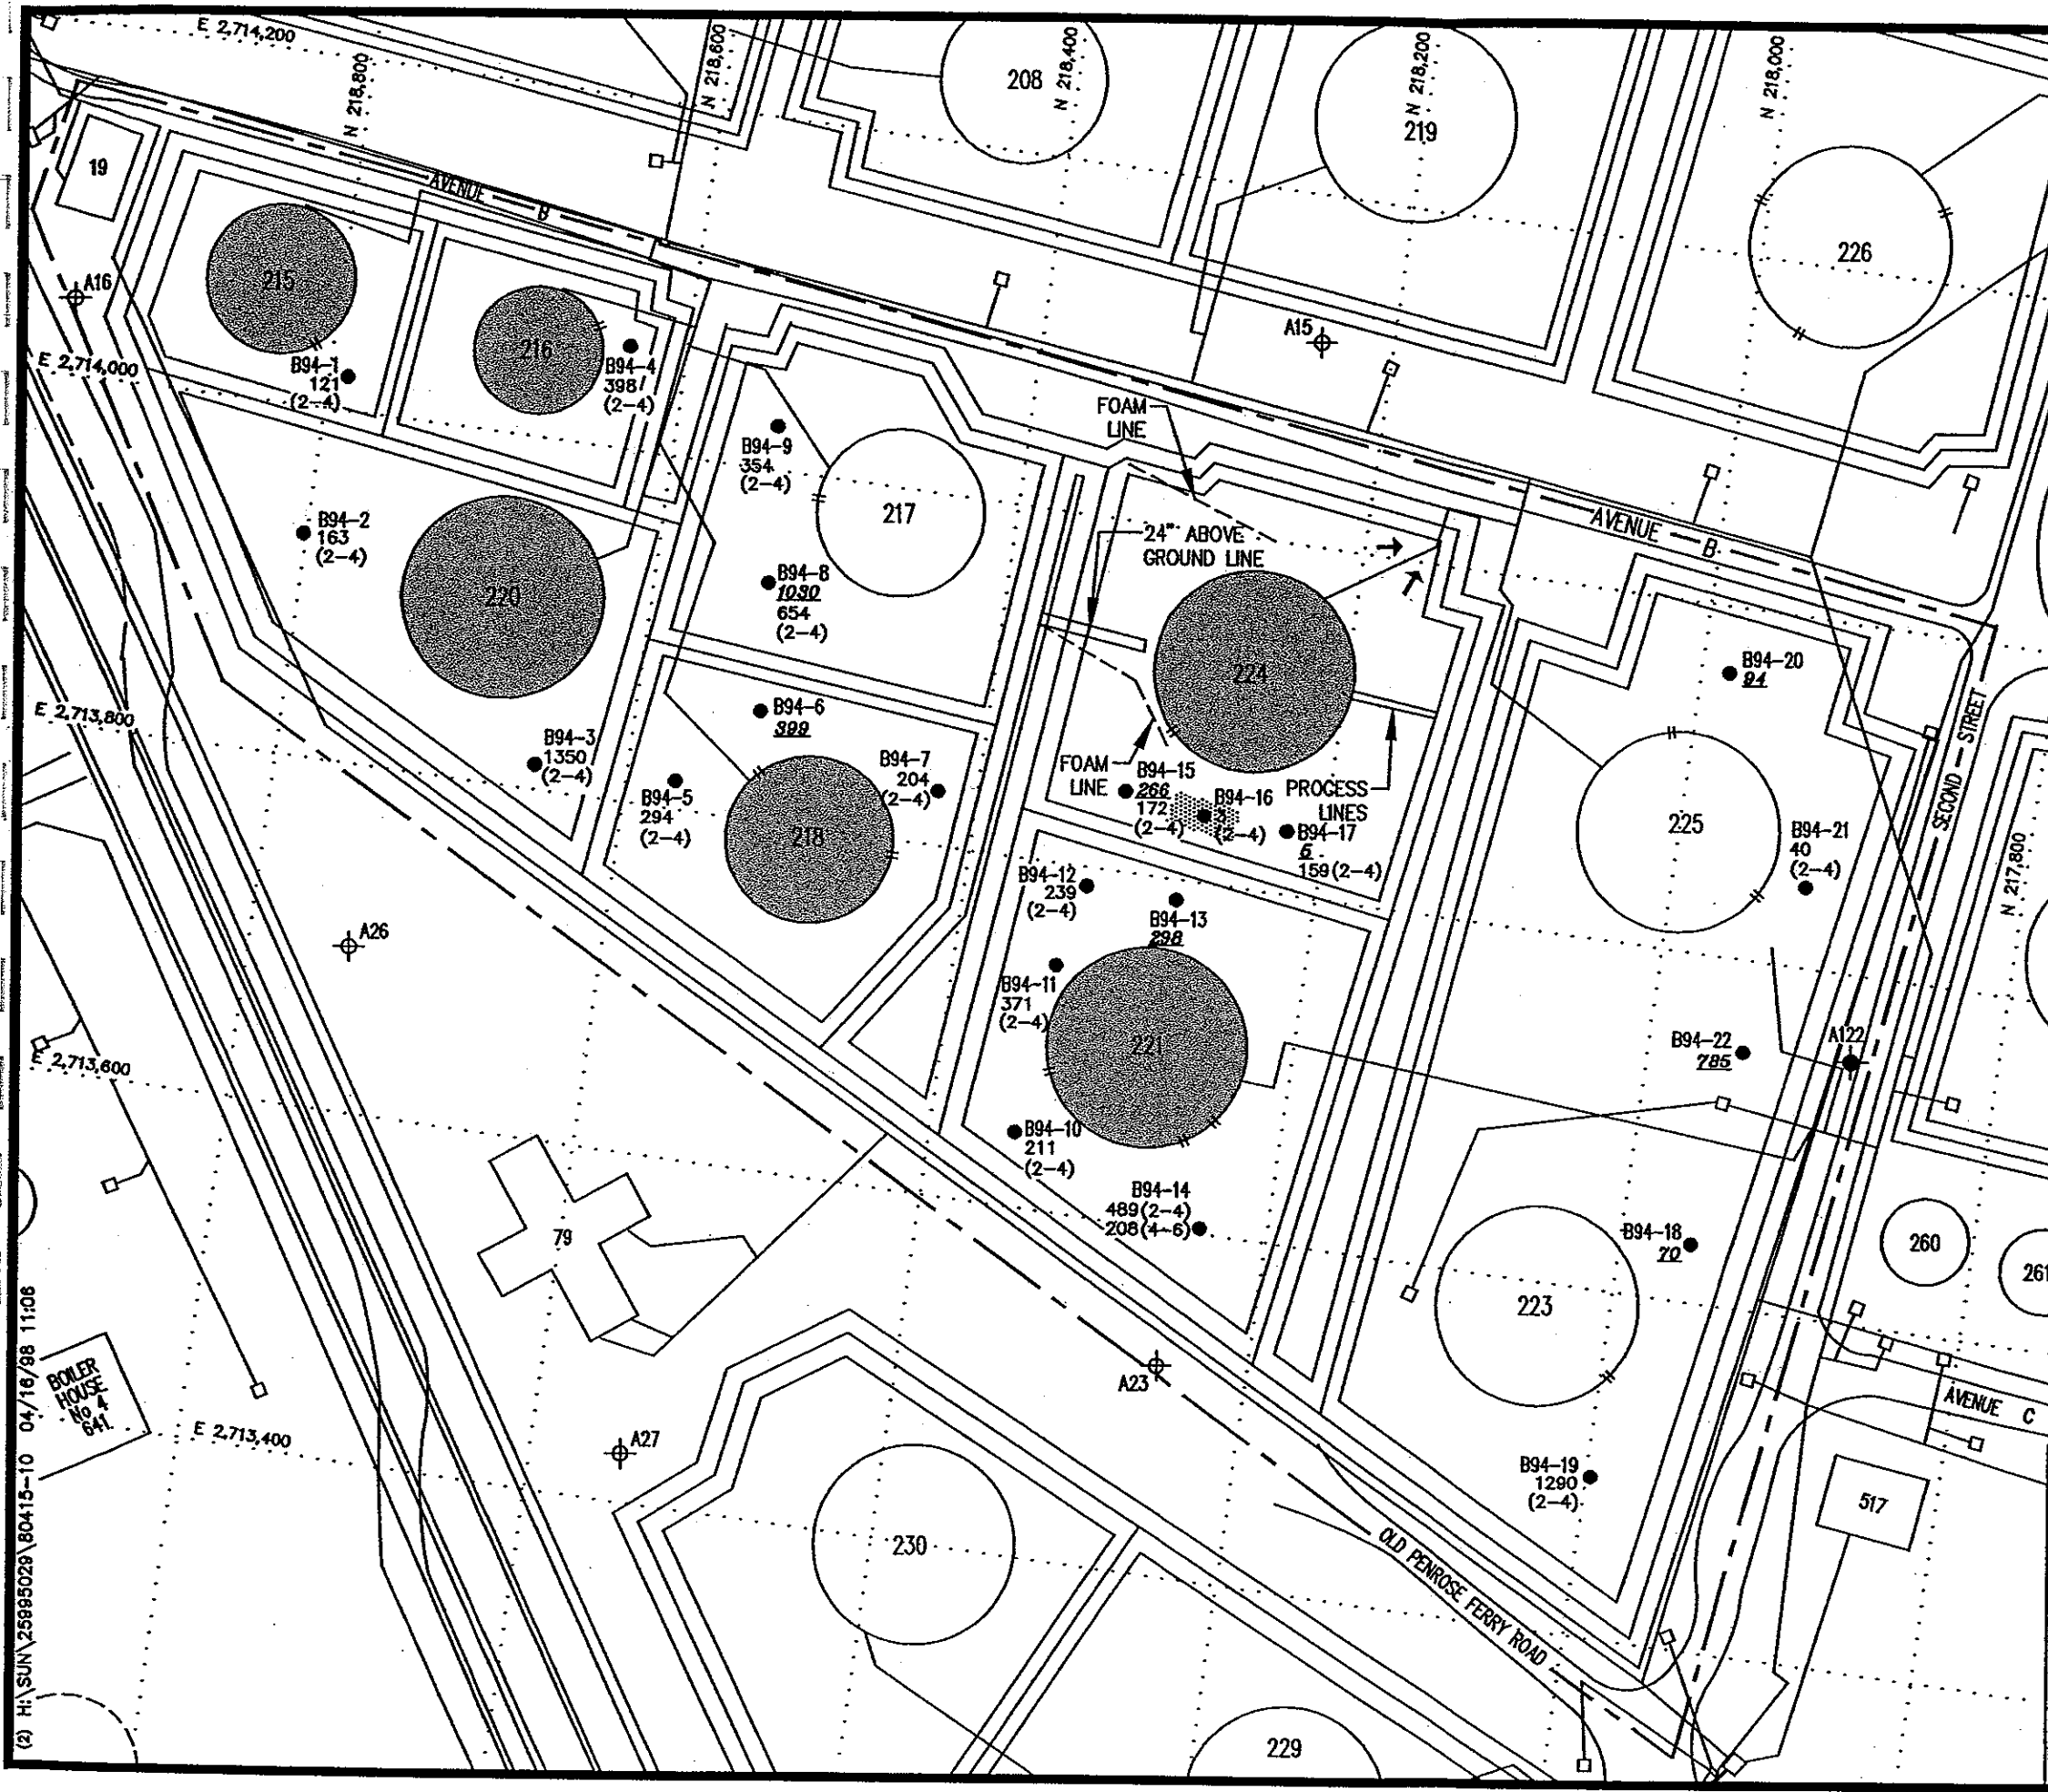 E 2,714,200
N 218,800
N 218,600
N 218,400
N 218,200
N 218,000
208
219
226
19
AVENUE B
215
A16
216
A15
E 2,714,000
B94-1
121
(2-4)
B94-4
398
(2-4)
FOAM
LINE
B94-9
354
(2-4)
217
B94-2
163
(2-4)
24" ABOVE
GROUND LINE
AVENUE B
220
B94-8
1030
654
(2-4)
224
B94-20
94
E 2,713,800
B94-6
399
B94-3
1350
(2-4)
B94-7
204
(2-4)
B94-5
294
(2-4)
218
FOAM
LINE
B94-15
266
172
(2-4)
B94-16
3
(2-4)
PROCESS
LINES
B94-17
6
159(2-4)
225
SECOND STREET
B94-21
40
(2-4)
N 217,800
B94-12
239
(2-4)
B94-13
298
A26
B94-11
371
(2-4)
221
B94-22
785
A122
E 2,713,600
B94-10
211
(2-4)
B94-14
489(2-4)
208(4-6)
79
B94-18
70
260
261
223
A23
BOILER
HOUSE
No 4
641
E 2,713,400
A27
AVENUE C
B94-19
1290
(2-4)
517
230
OLD PENROSE FERRY ROAD
229
(2) H:\SUN\25995029\80415-10 04/16/98 11:06